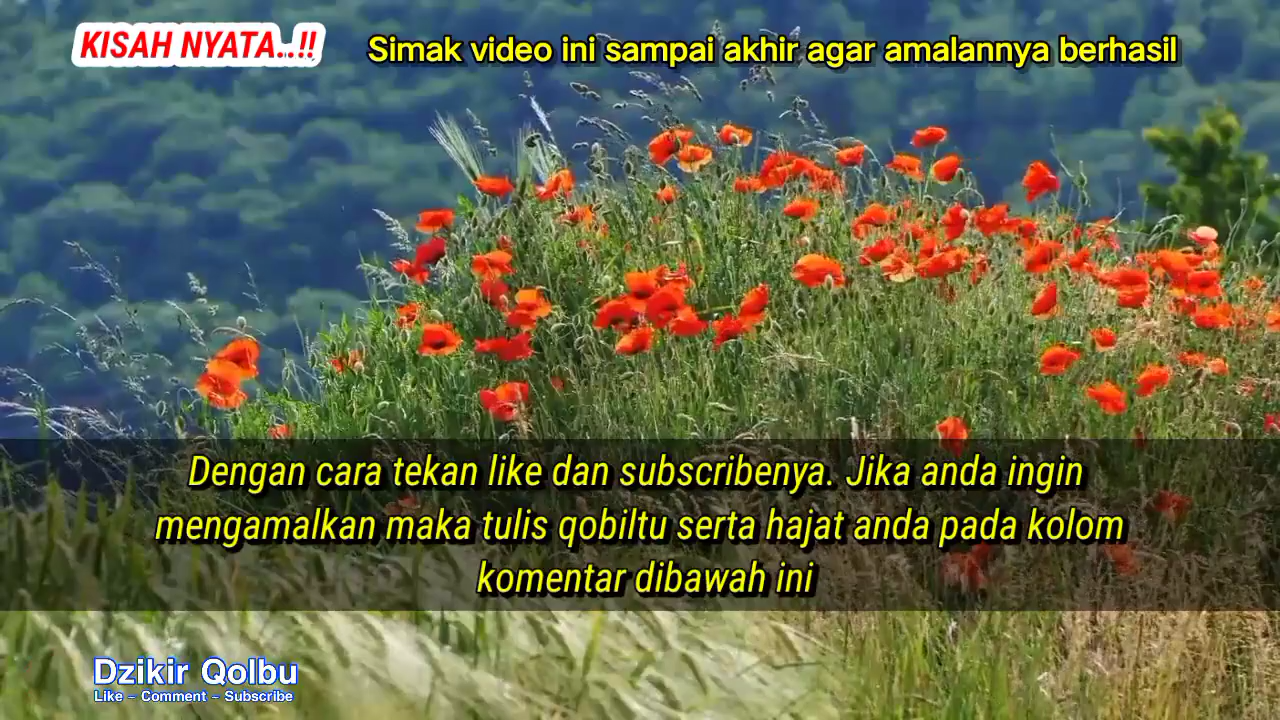 KISAH NYATA..!!
Simak video ini sampai akhir agar amalannya berhasil
Dengan cara tekan like dan subscribenya. Jika anda ingin
mengamalkan maka tulis qobiltu serta hajat anda pada kolom
komentar dibawah ini
Dzikir Qolbu
Like – Comment – Subscribe